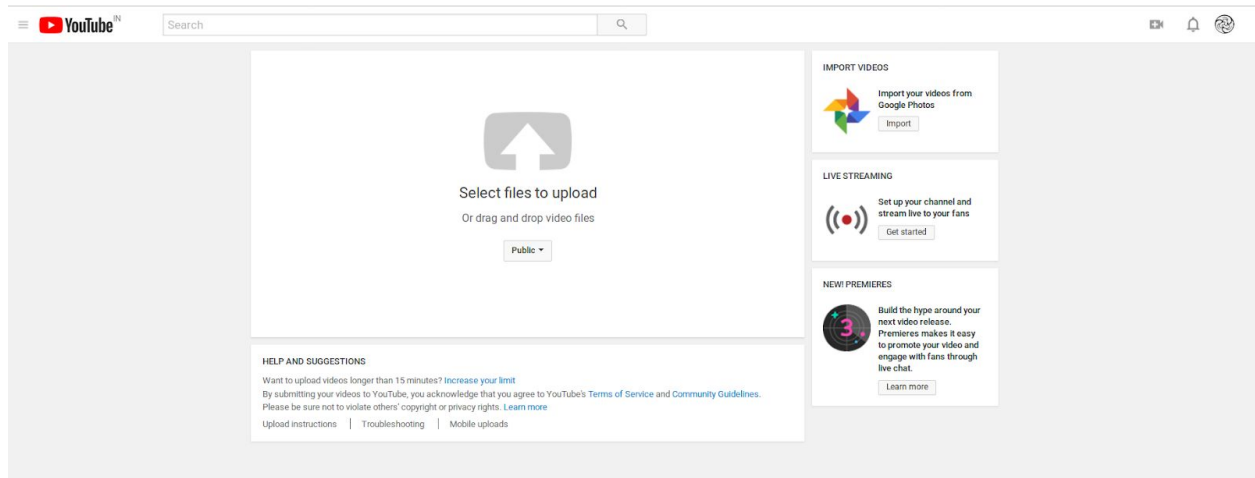 YouTube IN
Search
Select files to upload
Or drag and drop video files
Public
HELP AND SUGGESTIONS
Want to upload videos longer than 15 minutes? Increase your limit
By submitting your videos to YouTube, you acknowledge that you agree to YouTube's Terms of Service and Community Guidelines.
Please be sure not to violate others' copyright or privacy rights. Learn more
Upload instructions | Troubleshooting | Mobile uploads
IMPORT VIDEOS
Import your videos from
Google Photos
Import
LIVE STREAMING
Set up your channel and
stream live to your fans
Get started
NEW! PREMIERES
3
Build the hype around your
next video release.
Premieres makes it easy
to promote your video and
engage with fans through
live chat.
Learn more